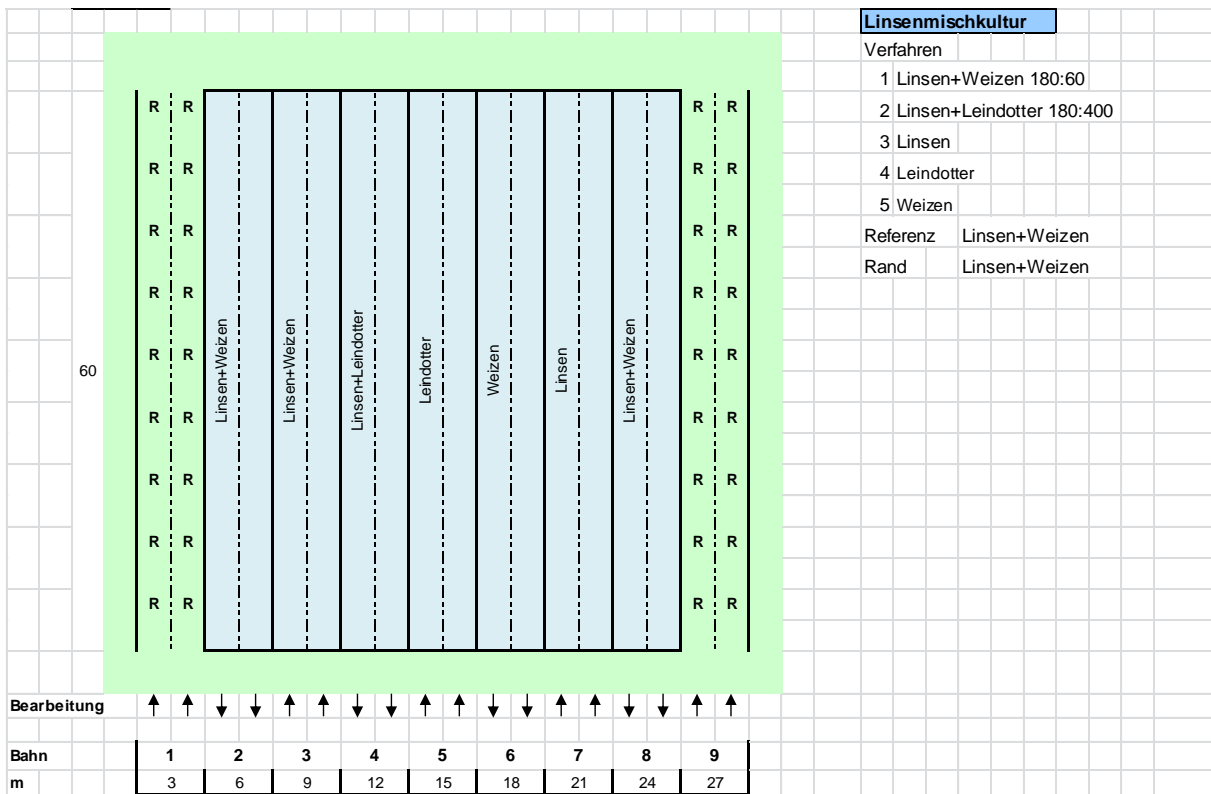 Linsenmischkultur
Verfahren
1 Linsen+Weizen 180:60
2 Linsen+Leindotter 180:400
3 Linsen
4 Leindotter
5 Weizen
Referenz Linsen+Weizen
Rand Linsen+Weizen
R R R R
R R R R
R R R R
R R R R
R R R R
R R R R
R R R R
R R R R
R R R R
60
Linsen+Weizen
Linsen+Weizen
Linsen+Leindotter
Leindotter
Weizen
Linsen
Linsen+Weizen
Bearbeitung
Bahn 1 2 3 4 5 6 7 8 9
m 3 6 9 12 15 18 21 24 27